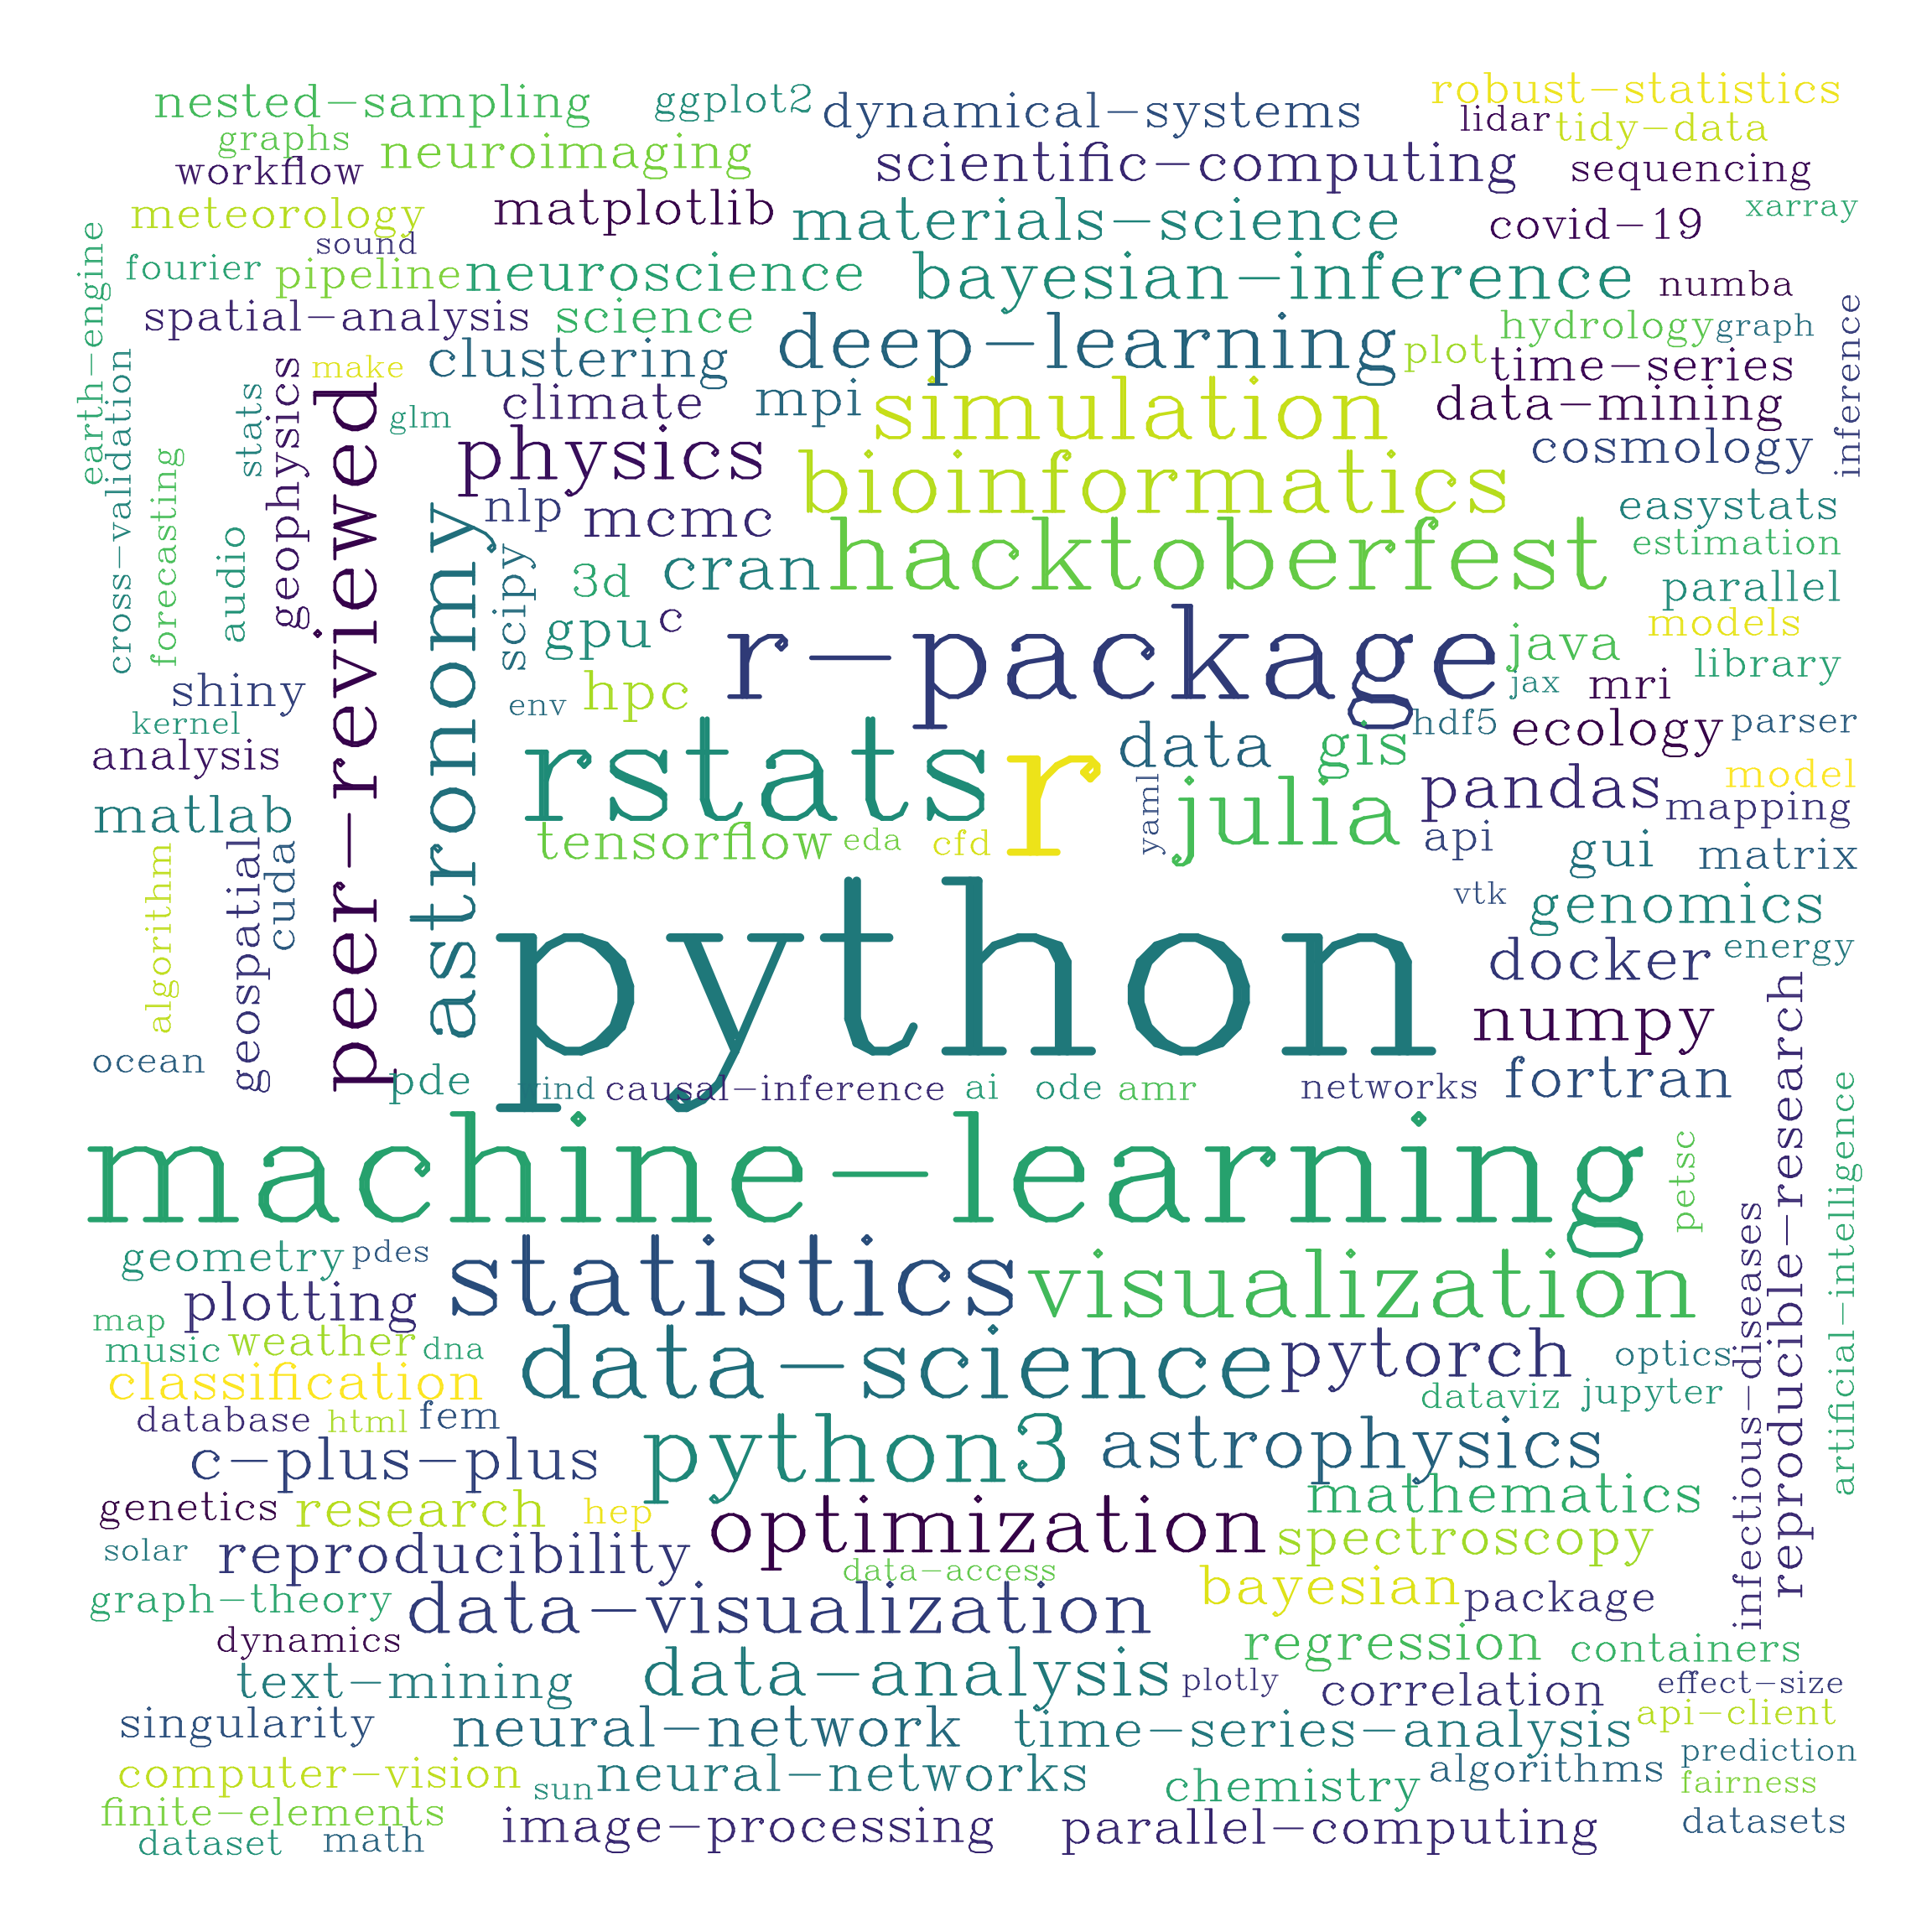 nested-sampling
ggplot2
dynamical-systems
robust-statistics
graphs
lidar
tidy-data
workflow
neuroimaging
scientific-computing
sequencing
meteorology
matplotlib
materials-science
covid-19
xarray
sound
fourier
pipeline
neuroscience
bayesian-inference
numba
earth-engine
spatial-analysis
science
deep-learning
hydrology
graph
inference
cross-validation
make
clustering
plot
time-series
stats
geophysics
peer-reviewed
glm
climate
mpi
simulation
data-mining
forecasting
physics
bioinformatics
cosmology
audio
astronomy
nlp
mcmc
hacktoberfest
easystats
scipy
3d
cran
estimation
parallel
gpu
c
r-package
java
models
shiny
env
hpc
jax
mri
library
kernel
rstats
r
data
gis
hdf5
ecology
parser
analysis
yaml
julia
pandas
model
matlab
tensorflow
eda
cfd
api
mapping
algorithm
geospatial
cuda
gui
matrix
python
vtk
genomics
docker
energy
numpy
reproducible-research
ocean
pde
wind
causal-inference
ai
ode
amr
networks
fortran
machine-learning
petsc
artificial-intelligence
geometry
pdes
statistics
visualization
infectious-diseases
plotting
map
music
weather
dna
data-science
pytorch
optics
classification
dataviz
jupyter
database
html
fem
python3
astrophysics
c-plus-plus
mathematics
genetics
research
hep
optimization
spectroscopy
solar
reproducibility
data-access
graph-theory
data-visualization
bayesian
package
dynamics
regression
containers
text-mining
data-analysis
plotly
correlation
effect-size
singularity
neural-network
time-series-analysis
api-client
computer-vision
sun
neural-networks
chemistry
algorithms
prediction
fairness
finite-elements
image-processing
parallel-computing
datasets
dataset
math